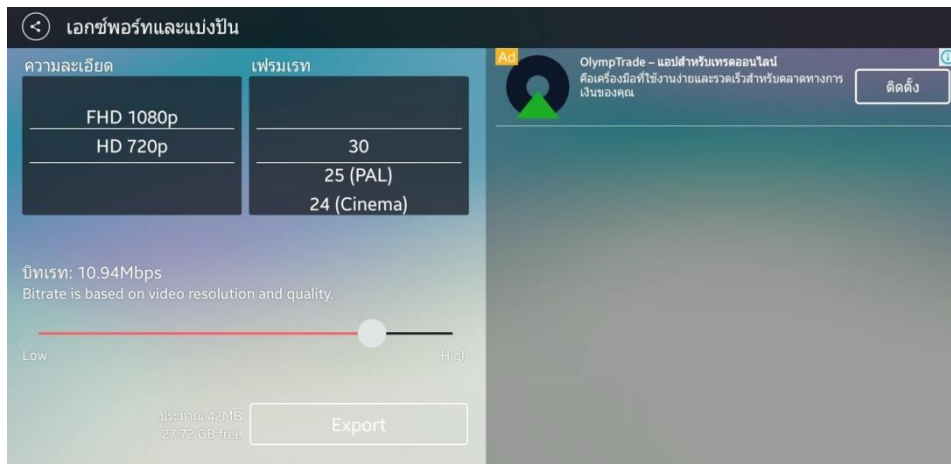 เอกซ์พอร์ทและแบ่งปัน
ความละเอียด
เฟรมเรท
FHD 1080p
HD 720p
30
25 (PAL)
24 (Cinema)
บิทเรท: 10.94Mbps
Bitrate is based on video resolution and quality.
Low
High
ประมาณ 42MB
27.72 GB free
Export
Ad
OlympTrade – แอปสำหรับเทรดออนไลน์
คือเครื่องมือที่ใช้งานง่ายและรวดเร็วสำหรับตลาดทางการ
เงินของคุณ
ติดตั้ง